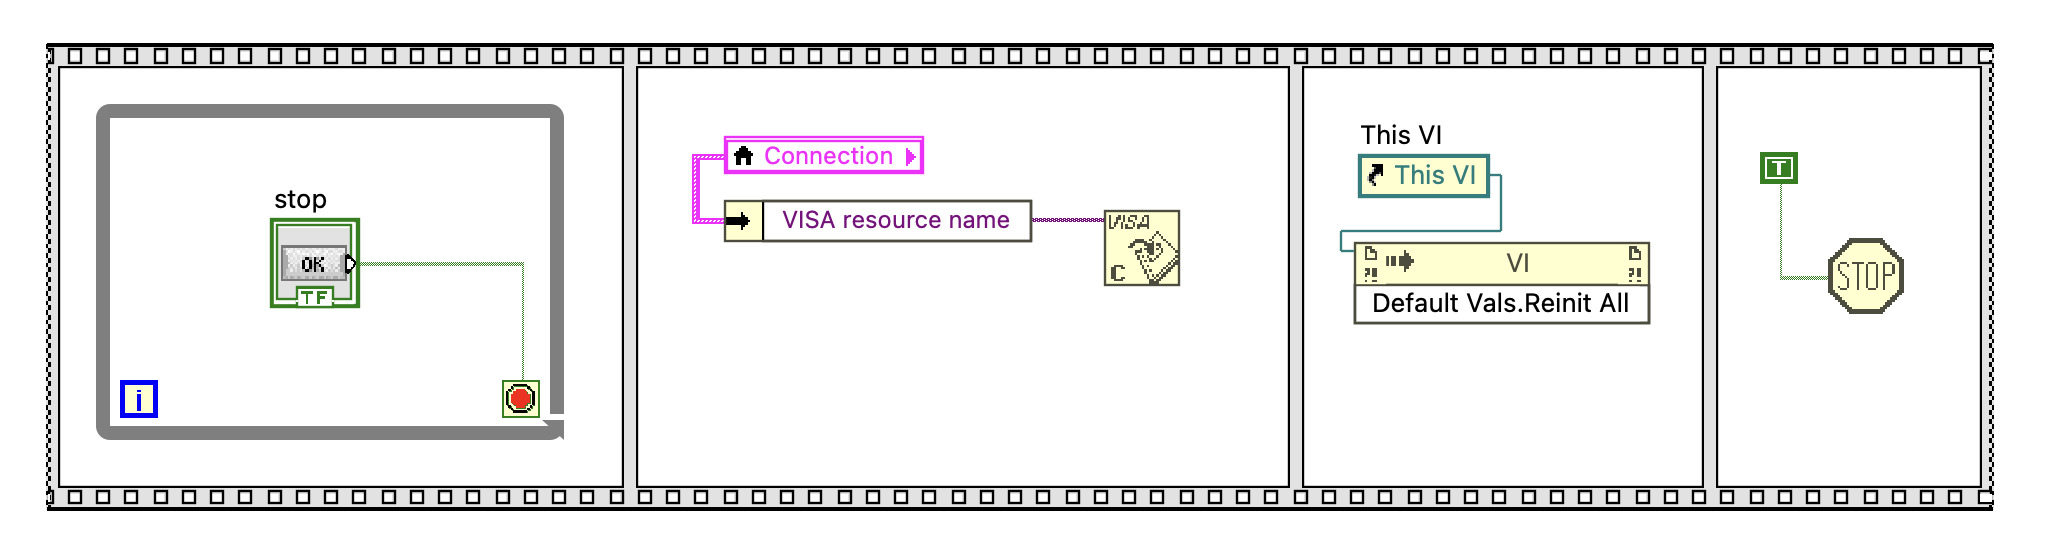 stop
OK
TF
i
Connection
VISA resource name
VISA
C
This VI
This VI
?! VI ?!
Default Vals.Reinit All
T
STOP